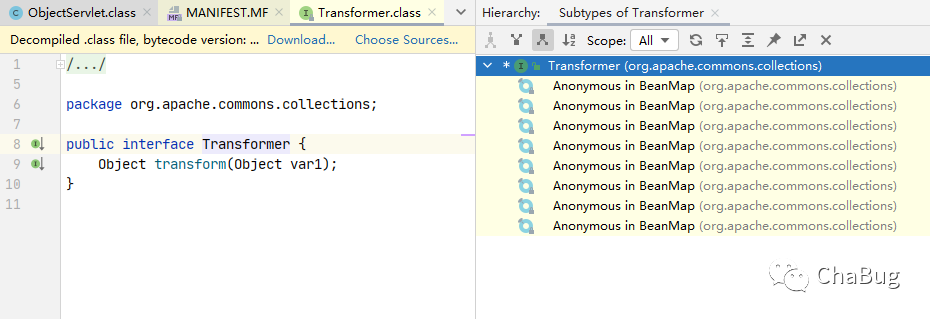 ObjectServlet.class
MANIFEST.MF
Transformer.class
Decompiled .class file, bytecode version: ... Download... Choose Sources...
1 /.../
5
6 package org.apache.commons.collections;
7
8 public interface Transformer {
9 Object transform(Object var1);
10 }
11
Hierarchy: Subtypes of Transformer
Scope: All
* Transformer (org.apache.commons.collections)
Anonymous in BeanMap (org.apache.commons.collections)
Anonymous in BeanMap (org.apache.commons.collections)
Anonymous in BeanMap (org.apache.commons.collections)
Anonymous in BeanMap (org.apache.commons.collections)
Anonymous in BeanMap (org.apache.commons.collections)
Anonymous in BeanMap (org.apache.commons.collections)
Anonymous in BeanMap (org.apache.commons.collections)
Anonymous in BeanMap (org.apache.commons.collections)
ChaBug